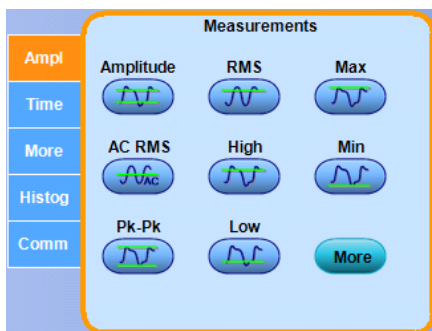 Measurements
Ampl
Time
More
Histog
Comm
Amplitude
RMS
Max
AC RMS
High
Min
AC
Pk-Pk
Low
More